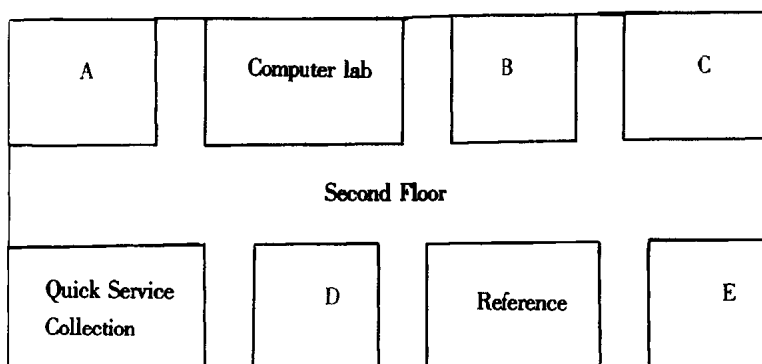 A
Computer lab
B
C
Second Floor
Quick Service
Collection
D
Reference
E